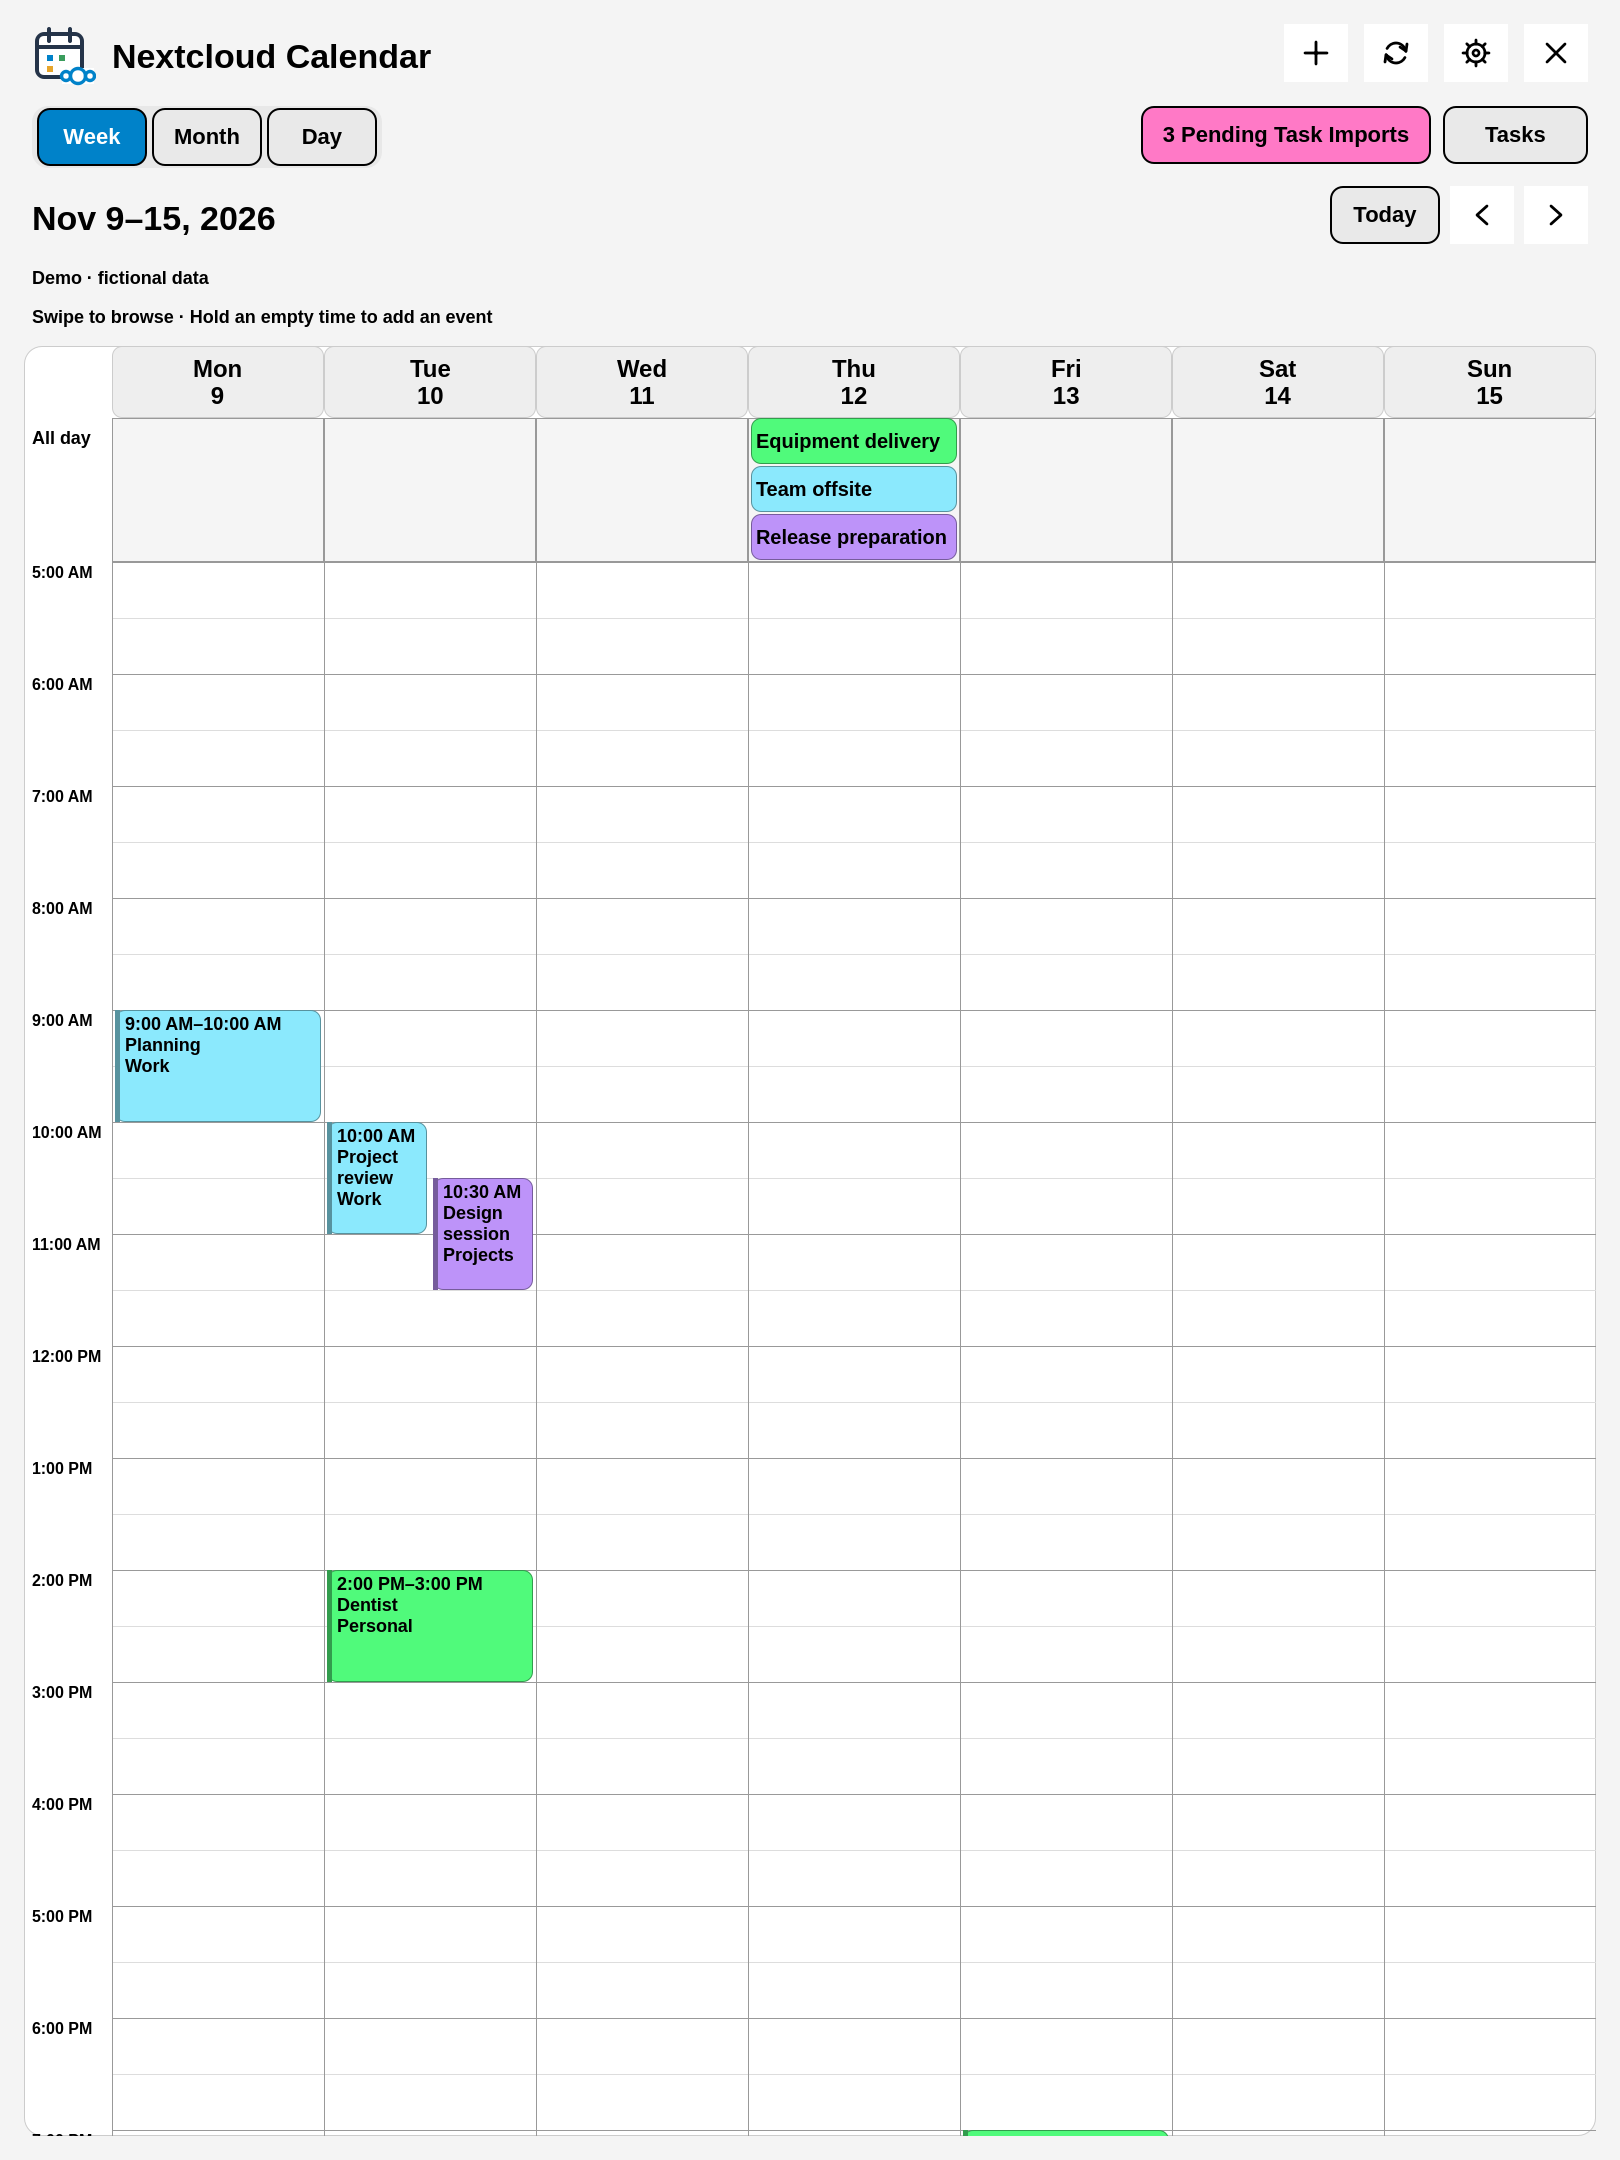 Nextcloud Calendar
Week
Month
Day
3 Pending Task Imports
Tasks
Nov 9–15, 2026
Today
Demo · fictional data
Swipe to browse · Hold an empty time to add an event
Mon
9
Tue
10
Wed
11
Thu
12
Fri
13
Sat
14
Sun
15
All day
Equipment delivery
Team offsite
Release preparation
5:00 AM
6:00 AM
7:00 AM
8:00 AM
9:00 AM
9:00 AM–10:00 AM
Planning
Work
10:00 AM
10:00 AM
Project
review
Work
10:30 AM
Design
session
Projects
11:00 AM
12:00 PM
1:00 PM
2:00 PM
2:00 PM–3:00 PM
Dentist
Personal
3:00 PM
4:00 PM
5:00 PM
6:00 PM